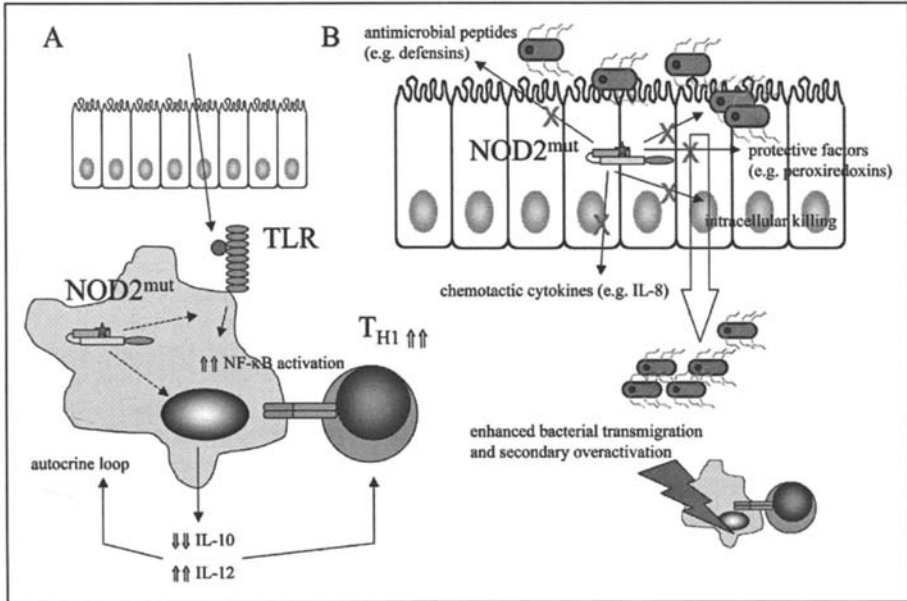 A
TLR
NOD2mut
TH1 ⇑⇑
⇑⇑ NF-κB activation
autocrine loop
⇓⇓ IL-10
⇑⇑ IL-12
B
antimicrobial peptides
(e.g. defensins)
NOD2mut
protective factors
(e.g. peroxiredoxins)
intracellular killing
chemotactic cytokines (e.g. IL-8)
enhanced bacterial transmigration
and secondary overactivation